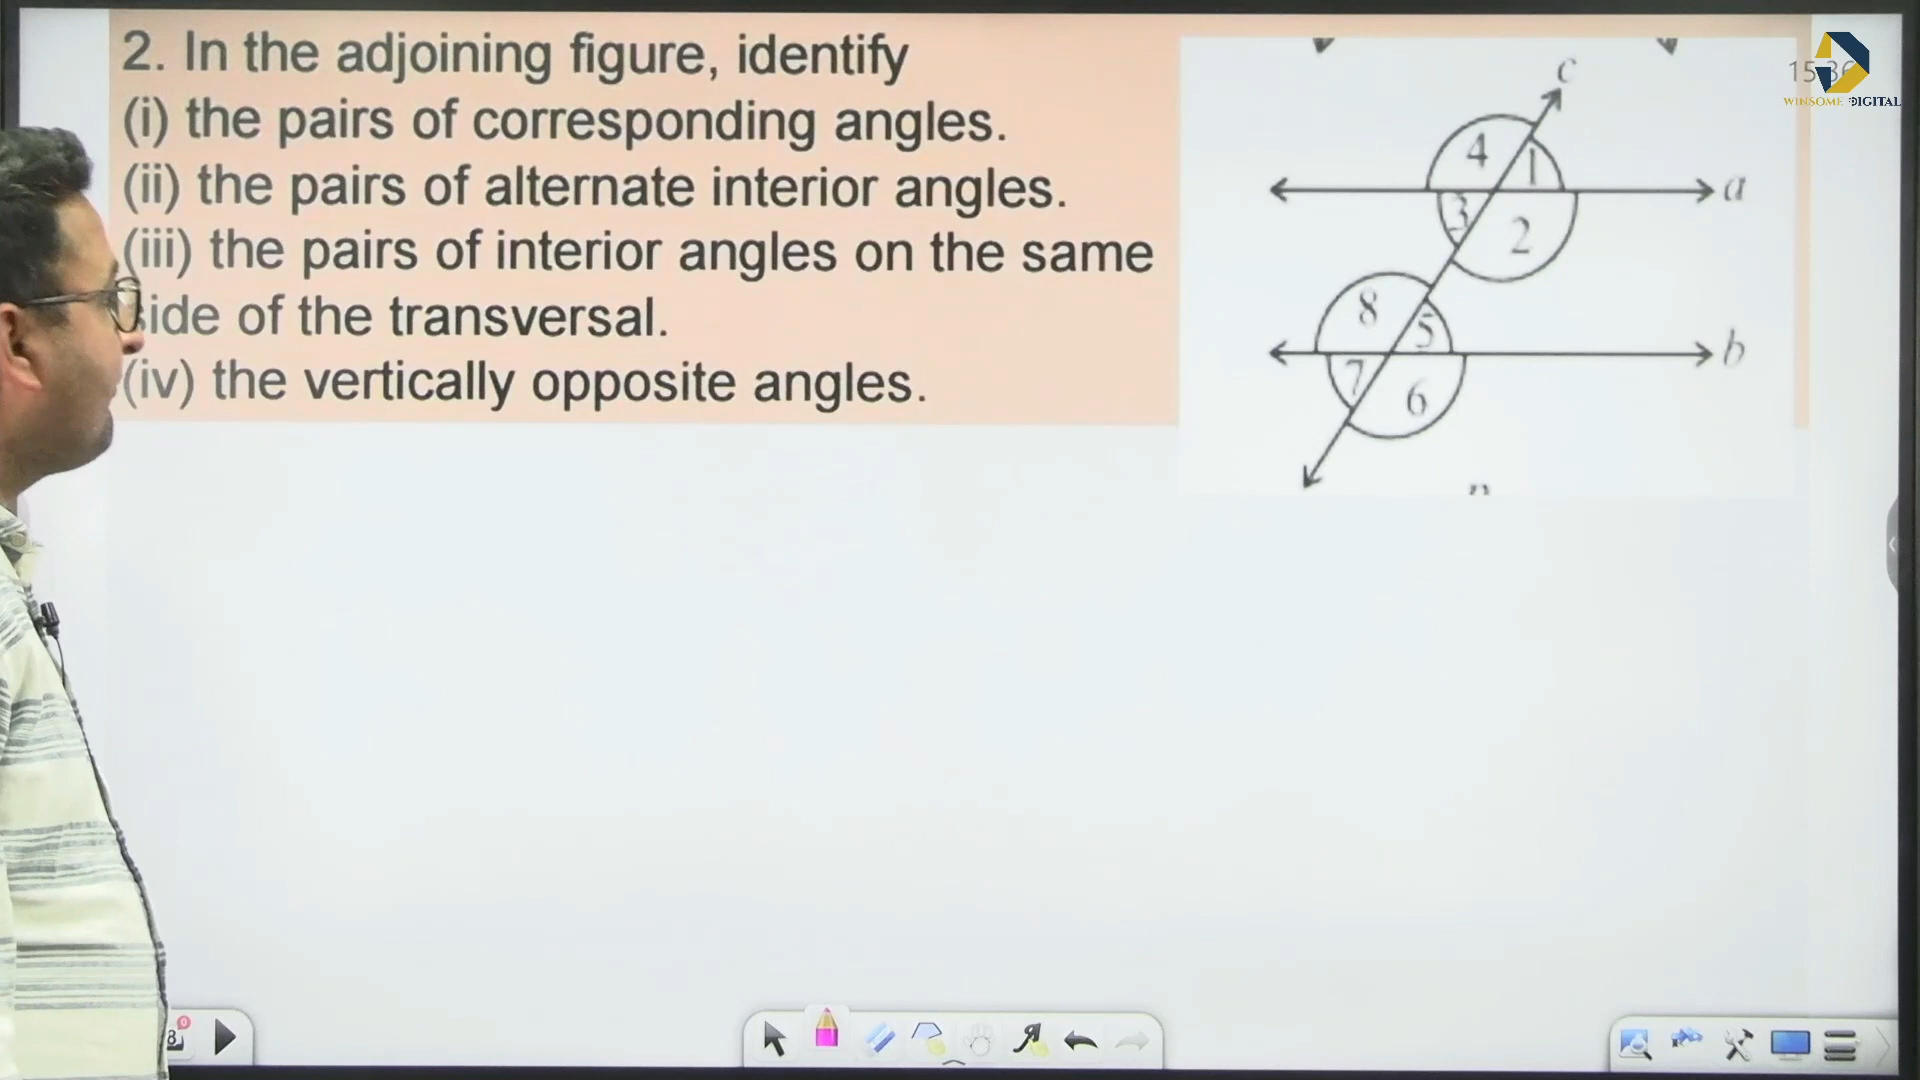 2. In the adjoining figure, identify
(i) the pairs of corresponding angles.
(ii) the pairs of alternate interior angles.
(iii) the pairs of interior angles on the same
side of the transversal.
(iv) the vertically opposite angles.
c
4 1
a
3 2
8 5
b
7 6
WINSOME DIGITAL
8
0